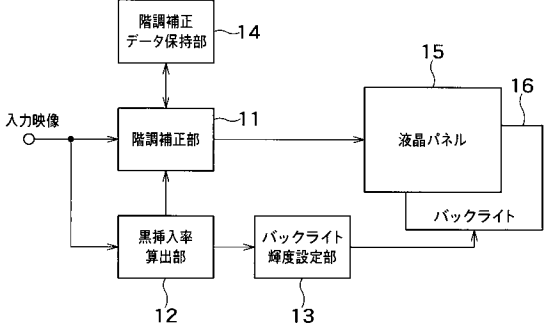 階調補正
データ保持部
14
15
16
入力映像
階調補正部
11
液晶パネル
バックライト
黒挿入率
算出部
12
バックライト
輝度設定部
13